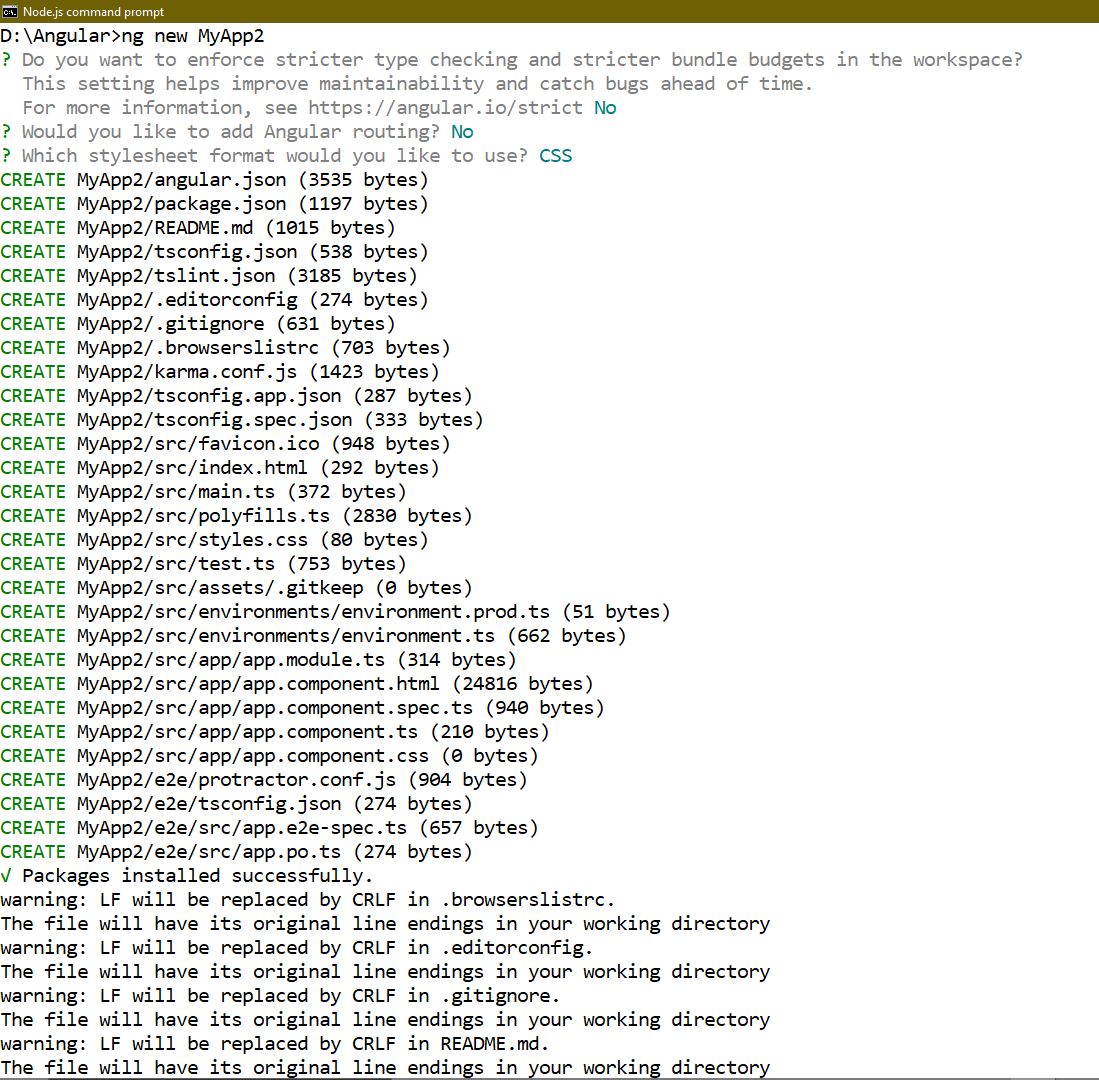 Node.js command prompt
D:\Angular>ng new MyApp2
? Do you want to enforce stricter type checking and stricter bundle budgets in the workspace?
  This setting helps improve maintainability and catch bugs ahead of time.
  For more information, see https://angular.io/strict No
? Would you like to add Angular routing? No
? Which stylesheet format would you like to use? CSS
CREATE MyApp2/angular.json (3535 bytes)
CREATE MyApp2/package.json (1197 bytes)
CREATE MyApp2/README.md (1015 bytes)
CREATE MyApp2/tsconfig.json (538 bytes)
CREATE MyApp2/tslint.json (3185 bytes)
CREATE MyApp2/.editorconfig (274 bytes)
CREATE MyApp2/.gitignore (631 bytes)
CREATE MyApp2/.browserslistrc (703 bytes)
CREATE MyApp2/karma.conf.js (1423 bytes)
CREATE MyApp2/tsconfig.app.json (287 bytes)
CREATE MyApp2/tsconfig.spec.json (333 bytes)
CREATE MyApp2/src/favicon.ico (948 bytes)
CREATE MyApp2/src/index.html (292 bytes)
CREATE MyApp2/src/main.ts (372 bytes)
CREATE MyApp2/src/polyfills.ts (2830 bytes)
CREATE MyApp2/src/styles.css (80 bytes)
CREATE MyApp2/src/test.ts (753 bytes)
CREATE MyApp2/src/assets/.gitkeep (0 bytes)
CREATE MyApp2/src/environments/environment.prod.ts (51 bytes)
CREATE MyApp2/src/environments/environment.ts (662 bytes)
CREATE MyApp2/src/app/app.module.ts (314 bytes)
CREATE MyApp2/src/app/app.component.html (24816 bytes)
CREATE MyApp2/src/app/app.component.spec.ts (940 bytes)
CREATE MyApp2/src/app/app.component.ts (210 bytes)
CREATE MyApp2/src/app/app.component.css (0 bytes)
CREATE MyApp2/e2e/protractor.conf.js (904 bytes)
CREATE MyApp2/e2e/tsconfig.json (274 bytes)
CREATE MyApp2/e2e/src/app.e2e-spec.ts (657 bytes)
CREATE MyApp2/e2e/src/app.po.ts (274 bytes)
√ Packages installed successfully.
warning: LF will be replaced by CRLF in .browserslistrc.
The file will have its original line endings in your working directory
warning: LF will be replaced by CRLF in .editorconfig.
The file will have its original line endings in your working directory
warning: LF will be replaced by CRLF in .gitignore.
The file will have its original line endings in your working directory
warning: LF will be replaced by CRLF in README.md.
The file will have its original line endings in your working directory